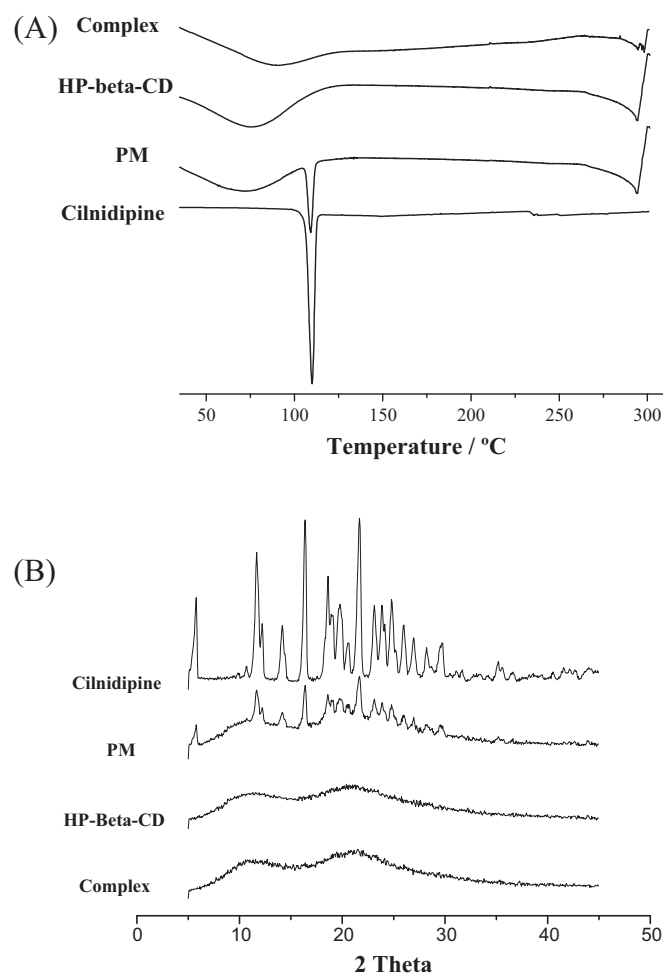 (A)
Complex
HP-beta-CD
PM
Cilnidipine
50 100 150 200 250 300
Temperature / ºC
(B)
Cilnidipine
PM
HP-Beta-CD
Complex
0 10 20 30 40 50
2 Theta